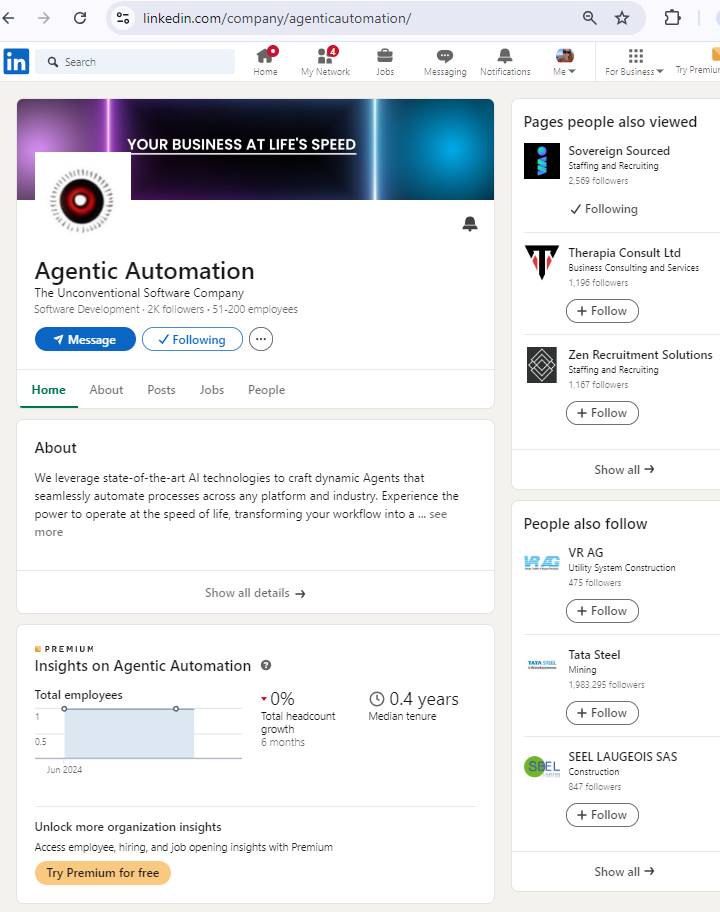 linkedin.com/company/agenticautomation/
in
Search
Home
4
My Network
Jobs
Messaging
Notifications
Me
For Business
Try Premium
YOUR BUSINESS AT LIFE'S SPEED
Agentic Automation
The Unconventional Software Company
Software Development · 2K followers · 51-200 employees
Message
Following
Home
About
Posts
Jobs
People
About
We leverage state-of-the-art AI technologies to craft dynamic Agents that
seamlessly automate processes across any platform and industry. Experience the
power to operate at the speed of life, transforming your workflow into a ... see
more
Show all details →
PREMIUM
Insights on Agentic Automation
Total employees
1
0.5
Jun 2024
0%
Total headcount
growth
6 months
0.4 years
Median tenure
Unlock more organization insights
Access employee, hiring, and job opening insights with Premium
Try Premium for free
Pages people also viewed
Sovereign Sourced
Staffing and Recruiting
2,569 followers
Following
Therapia Consult Ltd
Business Consulting and Services
1,196 followers
+ Follow
Zen Recruitment Solutions
Staffing and Recruiting
1,167 followers
+ Follow
Show all →
People also follow
VR AG
VR AG
Utility System Construction
475 followers
+ Follow
TATA STEEL
Tata Steel
Mining
1,983,295 followers
+ Follow
SEEL
SEEL LAUGEOIS SAS
Construction
847 followers
+ Follow
Show all →